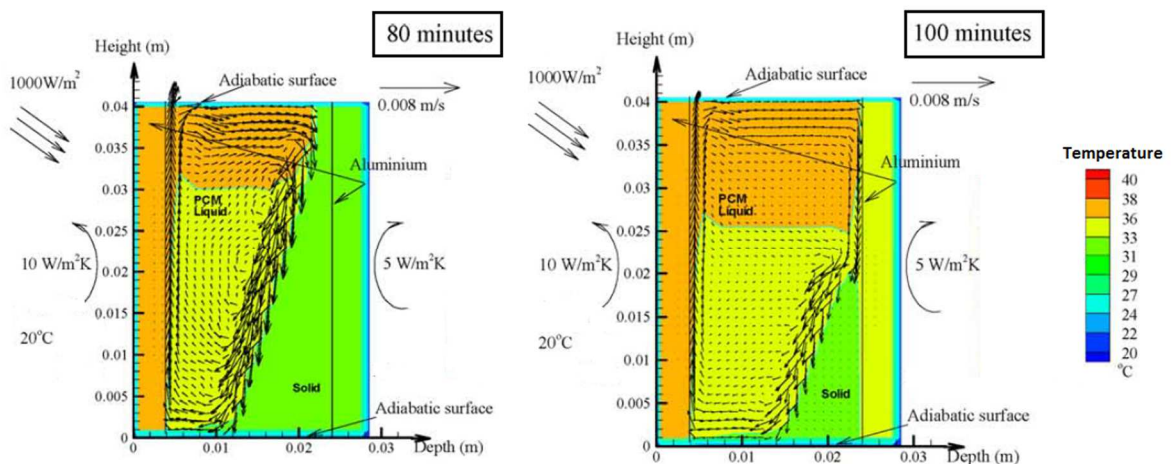 80 minutes
Height (m)
Adiabatic surface
1000W/m²
0.008 m/s
0.04
0.035
Aluminium
0.03
PCM
Liquid
0.025
10 W/m²K
0.02
5 W/m²K
0.015
20°C
0.01
0.005
Solid
Adiabatic surface
0
0
0.01
0.02
0.03
Depth (m)
100 minutes
Height (m)
Adiabatic surface
1000W/m²
0.008 m/s
0.04
0.035
Aluminium
0.03
PCM
Liquid
0.025
10 W/m²K
0.02
5 W/m²K
0.015
20°C
0.01
0.005
Solid
Adiabatic surface
0
0
0.01
0.02
0.03
Depth (m)
Temperature
40
38
36
33
31
29
27
24
22
20
°C